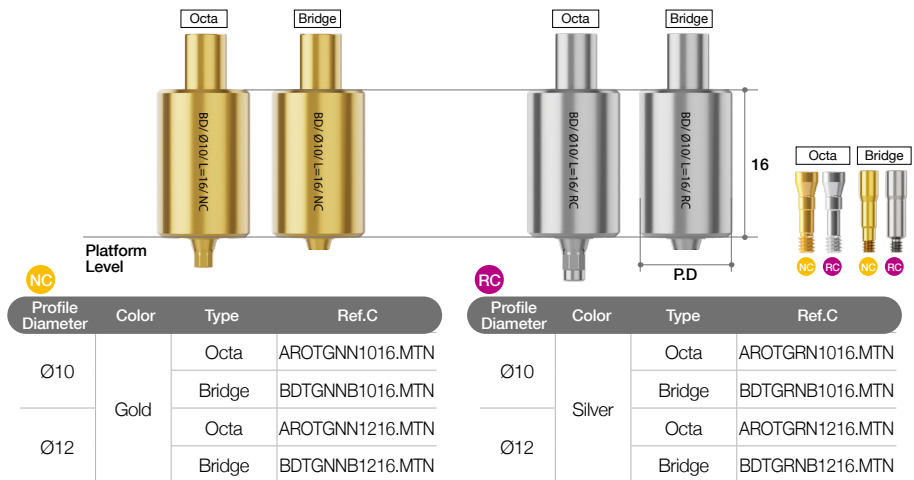 Octa
Bridge
Octa
Bridge
BD/ Ø10/ L=16/ NC
BD/ Ø10/ L=16/ NC
BD/ Ø10/ L=16/ RC
BD/ Ø10/ L=16/ RC
16
Octa
Bridge
Platform
Level
P.D
NC
RC
NC
RC
NC
RC
Profile Diameter Color Type Ref.C
Ø10 Gold Octa AROTGNN1016.MTN
Bridge BDTGNNB1016.MTN
Ø12 Octa AROTGNN1216.MTN
Bridge BDTGNNB1216.MTN
Profile Diameter Color Type Ref.C
Ø10 Silver Octa AROTGRN1016.MTN
Bridge BDTGRNB1016.MTN
Ø12 Octa AROTGRN1216.MTN
Bridge BDTGRNB1216.MTN